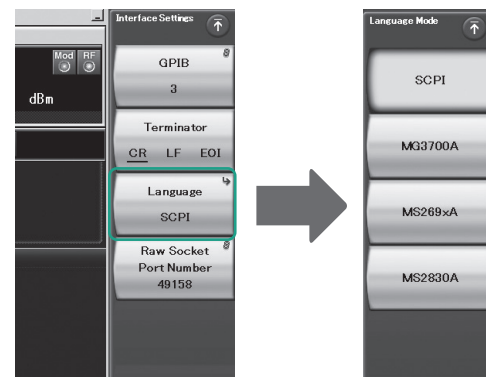 Interface Settings
Mod RF
dBm
GPIB
3
Terminator
CR LF EOI
Language
SCPI
Raw Socket
Port Number
49158
Language Mode
SCPI
MG3700A
MS269xA
MS2830A